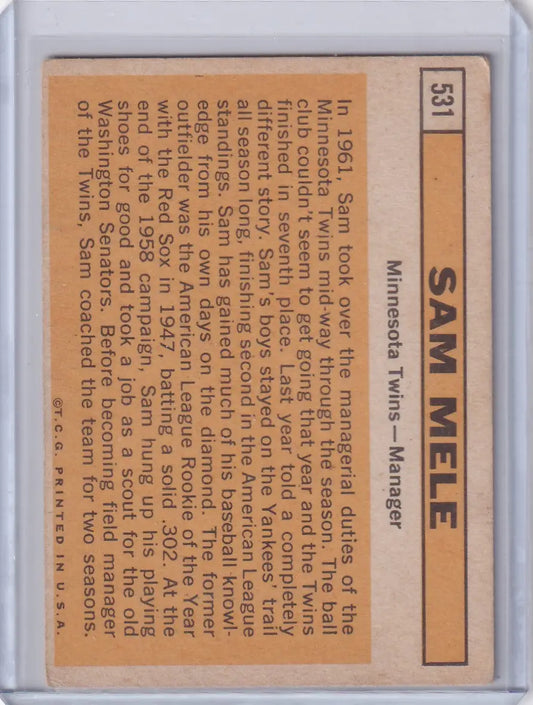 531
SAM MELE
Minnesota Twins—Manager
In 1961, Sam took over the managerial duties of the
Minnesota Twins mid-way through the season. The ball
club couldn't seem to get going that year and the Twins
finished in seventh place. Last year told a completely
different story. Sam's boys stayed on the Yankees' trail
all season long, finishing second in the American League
standings. Sam has gained much of his baseball knowl-
edge from his own days on the diamond. The former
outfielder was the American League Rookie of the Year
with the Red Sox in 1947, batting a solid .302. At the
end of the 1958 campaign, Sam hung up his playing
shoes for good and took a job as a scout for the old
Washington Senators. Before becoming field manager
of the Twins, Sam coached the team for two seasons.
©T.C.G. PRINTED IN U.S.A.